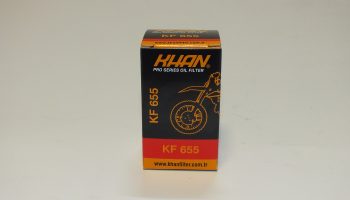 KHAN
PRO SERIES OIL FILTER
KF 655
KF 655
www.khanfilter.com.tr